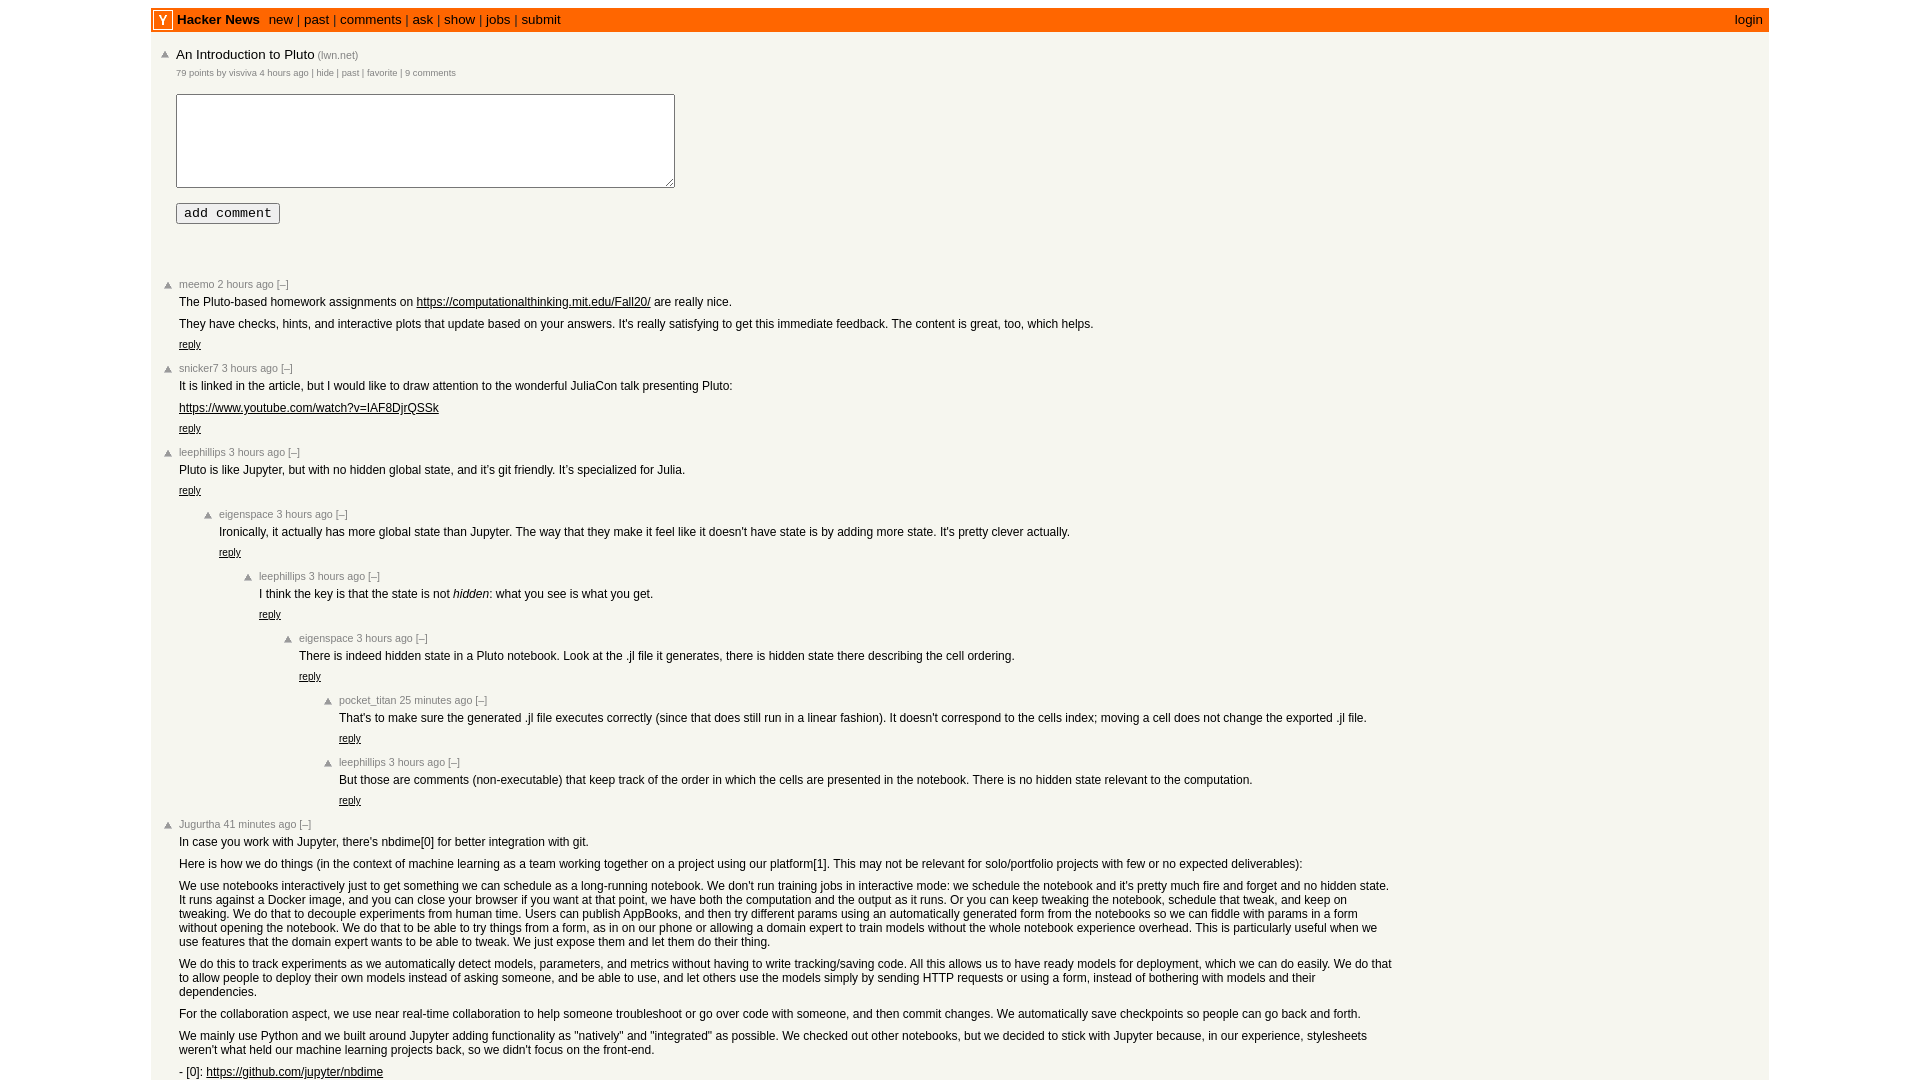 Y Hacker News new | past | comments | ask | show | jobs | submit login
An Introduction to Pluto (lwn.net)
79 points by visviva 4 hours ago | hide | past | favorite | 9 comments
add comment
meemo 2 hours ago [–]
The Pluto-based homework assignments on https://computationalthinking.mit.edu/Fall20/ are really nice.
They have checks, hints, and interactive plots that update based on your answers. It's really satisfying to get this immediate feedback. The content is great, too, which helps.
reply
snicker7 3 hours ago [–]
It is linked in the article, but I would like to draw attention to the wonderful JuliaCon talk presenting Pluto:
https://www.youtube.com/watch?v=IAF8DjrQSSk
reply
leephillips 3 hours ago [–]
Pluto is like Jupyter, but with no hidden global state, and it’s git friendly. It’s specialized for Julia.
reply
eigenspace 3 hours ago [–]
Ironically, it actually has more global state than Jupyter. The way that they make it feel like it doesn't have state is by adding more state. It's pretty clever actually.
reply
leephillips 3 hours ago [–]
I think the key is that the state is not hidden: what you see is what you get.
reply
eigenspace 3 hours ago [–]
There is indeed hidden state in a Pluto notebook. Look at the .jl file it generates, there is hidden state there describing the cell ordering.
reply
pocket_titan 25 minutes ago [–]
That's to make sure the generated .jl file executes correctly (since that does still run in a linear fashion). It doesn't correspond to the cells index; moving a cell does not change the exported .jl file.
reply
leephillips 3 hours ago [–]
But those are comments (non-executable) that keep track of the order in which the cells are presented in the notebook. There is no hidden state relevant to the computation.
reply
Jugurtha 41 minutes ago [–]
In case you work with Jupyter, there's nbdime[0] for better integration with git.
Here is how we do things (in the context of machine learning as a team working together on a project using our platform[1]. This may not be relevant for solo/portfolio projects with few or no expected deliverables):
We use notebooks interactively just to get something we can schedule as a long-running notebook. We don't run training jobs in interactive mode: we schedule the notebook and it's pretty much fire and forget and no hidden state.
It runs against a Docker image, and you can close your browser if you want at that point, we have both the computation and the output as it runs. Or you can keep tweaking the notebook, schedule that tweak, and keep on
tweaking. We do that to decouple experiments from human time. Users can publish AppBooks, and then try different params using an automatically generated form from the notebooks so we can fiddle with params in a form
without opening the notebook. We do that to be able to try things from a form, as in on our phone or allowing a domain expert to train models without the whole notebook experience overhead. This is particularly useful when we
use features that the domain expert wants to be able to tweak. We just expose them and let them do their thing.
We do this to track experiments as we automatically detect models, parameters, and metrics without having to write tracking/saving code. All this allows us to have ready models for deployment, which we can do easily. We do that
to allow people to deploy their own models instead of asking someone, and be able to use, and let others use the models simply by sending HTTP requests or using a form, instead of bothering with models and their
dependencies.
For the collaboration aspect, we use near real-time collaboration to help someone troubleshoot or go over code with someone, and then commit changes. We automatically save checkpoints so people can go back and forth.
We mainly use Python and we built around Jupyter adding functionality as "natively" and "integrated" as possible. We checked out other notebooks, but we decided to stick with Jupyter because, in our experience, stylesheets
weren't what held our machine learning projects back, so we didn't focus on the front-end.
- [0]: https://github.com/jupyter/nbdime